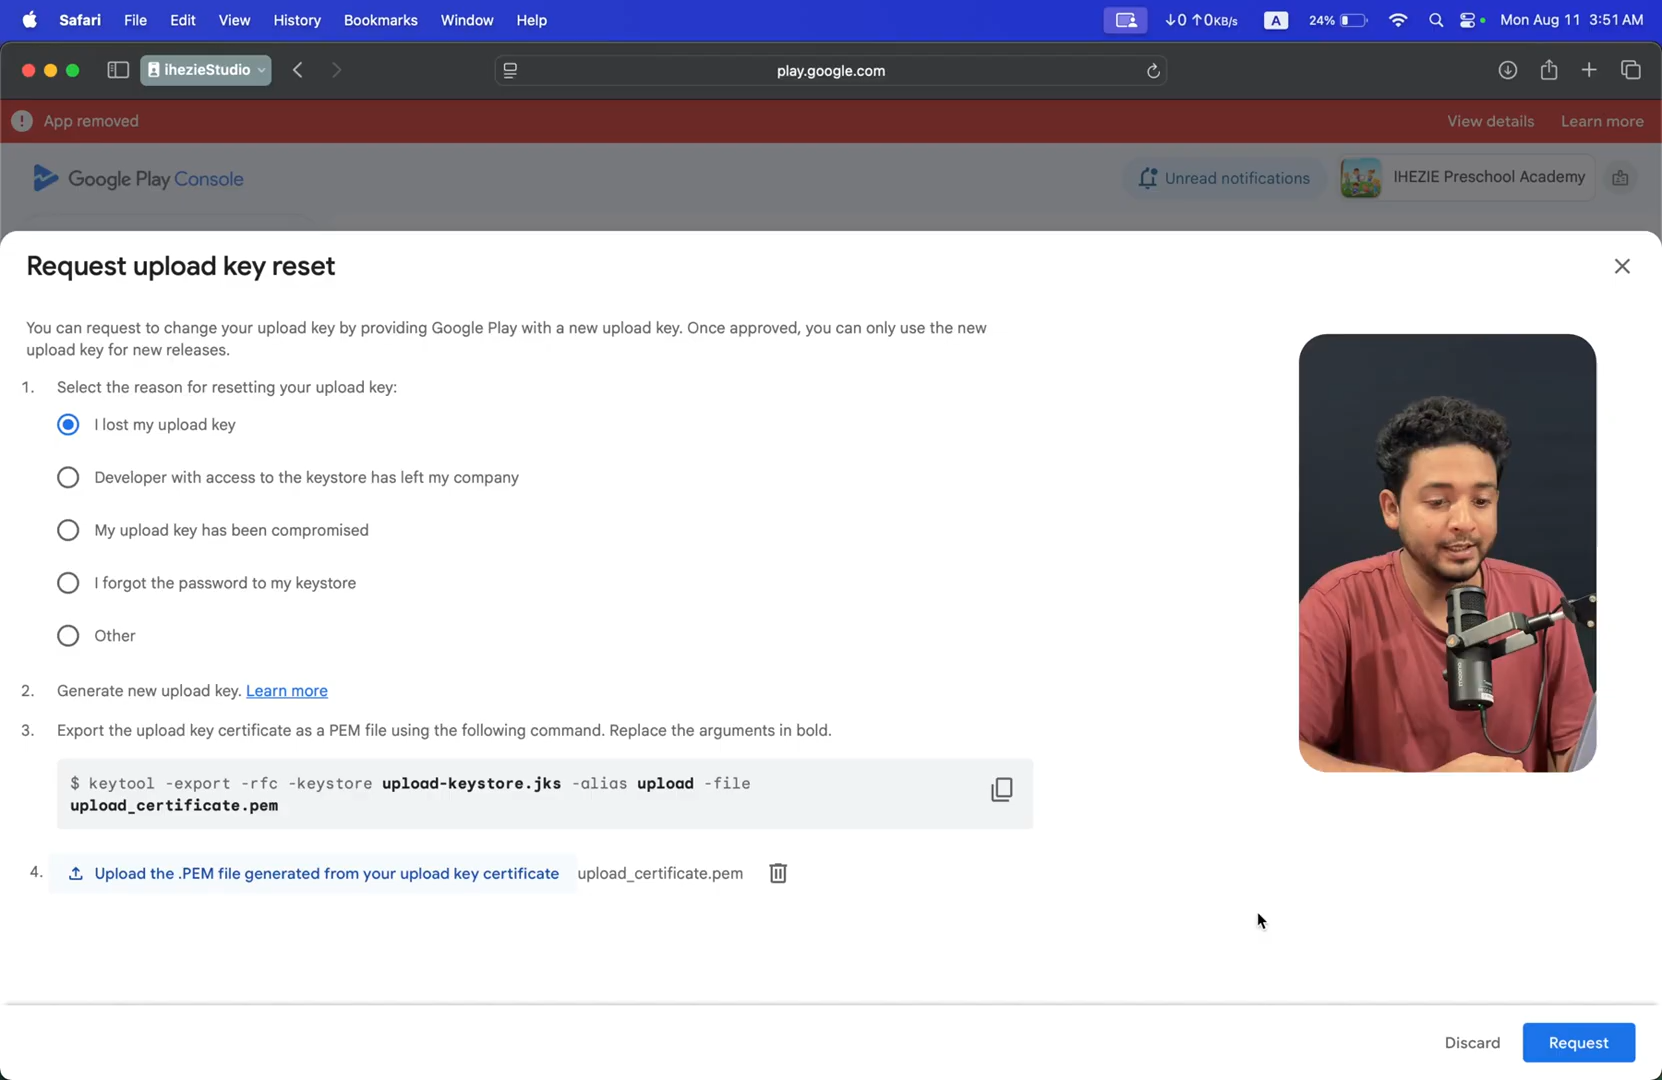 Safari File Edit View History Bookmarks Window Help
↓0 ↑0KB/s A 24% Mon Aug 11 3:51 AM
ihezieStudio
play.google.com
! App removed View details Learn more
Google Play Console Unread notifications IHEZIE Preschool Academy
Request upload key reset
You can request to change your upload key by providing Google Play with a new upload key. Once approved, you can only use the new
upload key for new releases.
1. Select the reason for resetting your upload key:
I lost my upload key
Developer with access to the keystore has left my company
My upload key has been compromised
I forgot the password to my keystore
Other
2. Generate new upload key. Learn more
3. Export the upload key certificate as a PEM file using the following command. Replace the arguments in bold.
$ keytool -export -rfc -keystore upload-keystore.jks -alias upload -file
upload_certificate.pem
4. Upload the .PEM file generated from your upload key certificate upload_certificate.pem
maono
Discard Request